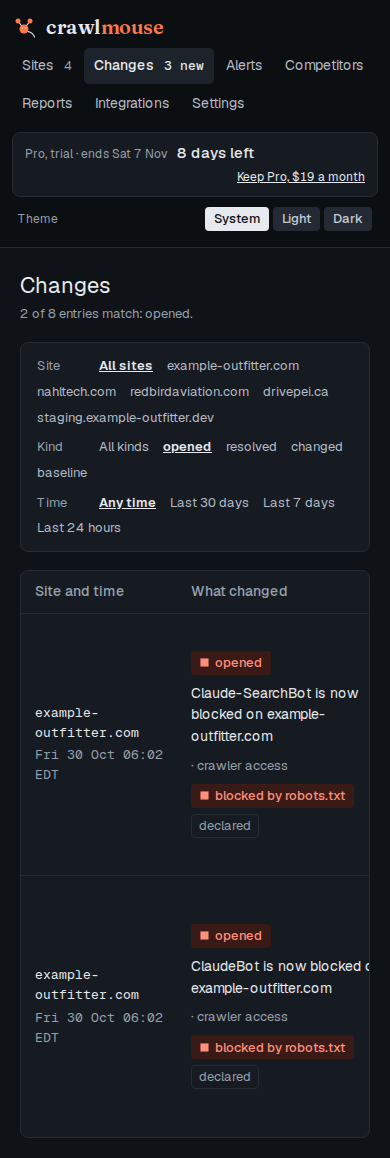 crawlmouse
Sites 4 Changes 3 new Alerts Competitors
Reports Integrations Settings
Pro, trial · ends Sat 7 Nov 8 days left
Keep Pro, $19 a month
Theme System Light Dark
Changes
2 of 8 entries match: opened.
Site All sites example-outfitter.com
nahltech.com redbirdaviation.com drivepei.ca
staging.example-outfitter.dev
Kind All kinds opened resolved changed
baseline
Time Any time Last 30 days Last 7 days
Last 24 hours
Site and time What changed
opened
Claude-SearchBot is now
blocked on example-
outfitter.com
example-
outfitter.com
Fri 30 Oct 06:02
EDT
· crawler access
blocked by robots.txt
declared
opened
ClaudeBot is now blocked
example-outfitter.com
example-
outfitter.com
Fri 30 Oct 06:02
EDT
· crawler access
blocked by robots.txt
declared